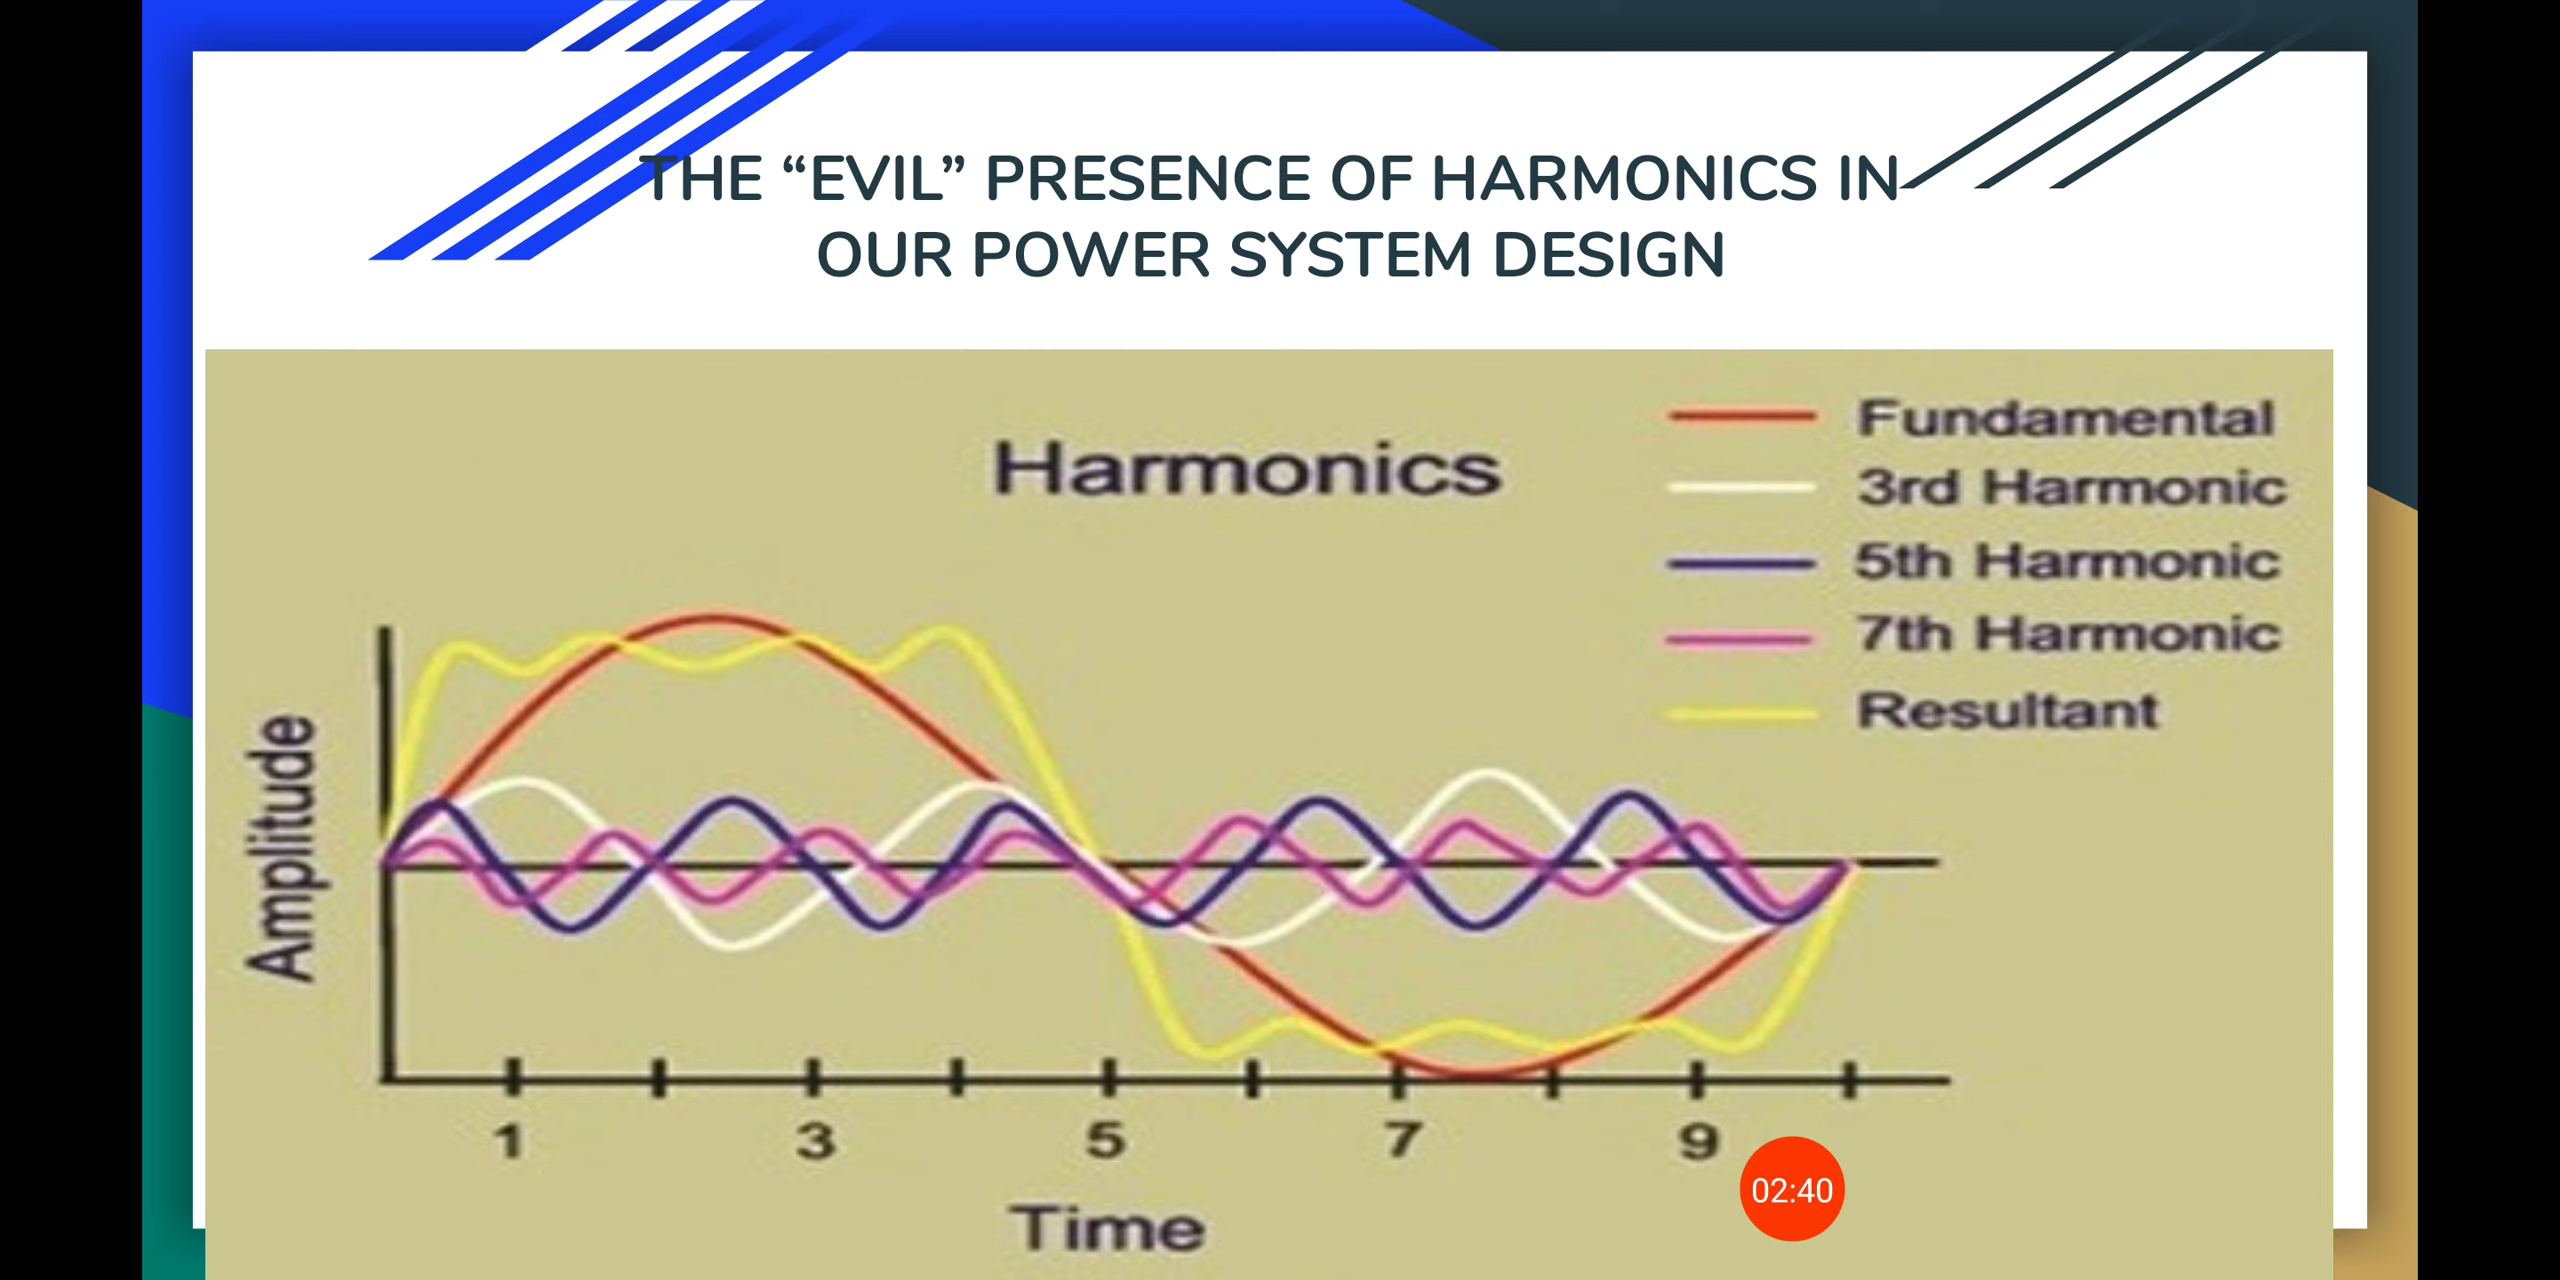 THE “EVIL” PRESENCE OF HARMONICS IN
OUR POWER SYSTEM DESIGN
Harmonics
Fundamental
3rd Harmonic
5th Harmonic
7th Harmonic
Resultant
Amplitude
1 3 5 7 9
Time
02:40